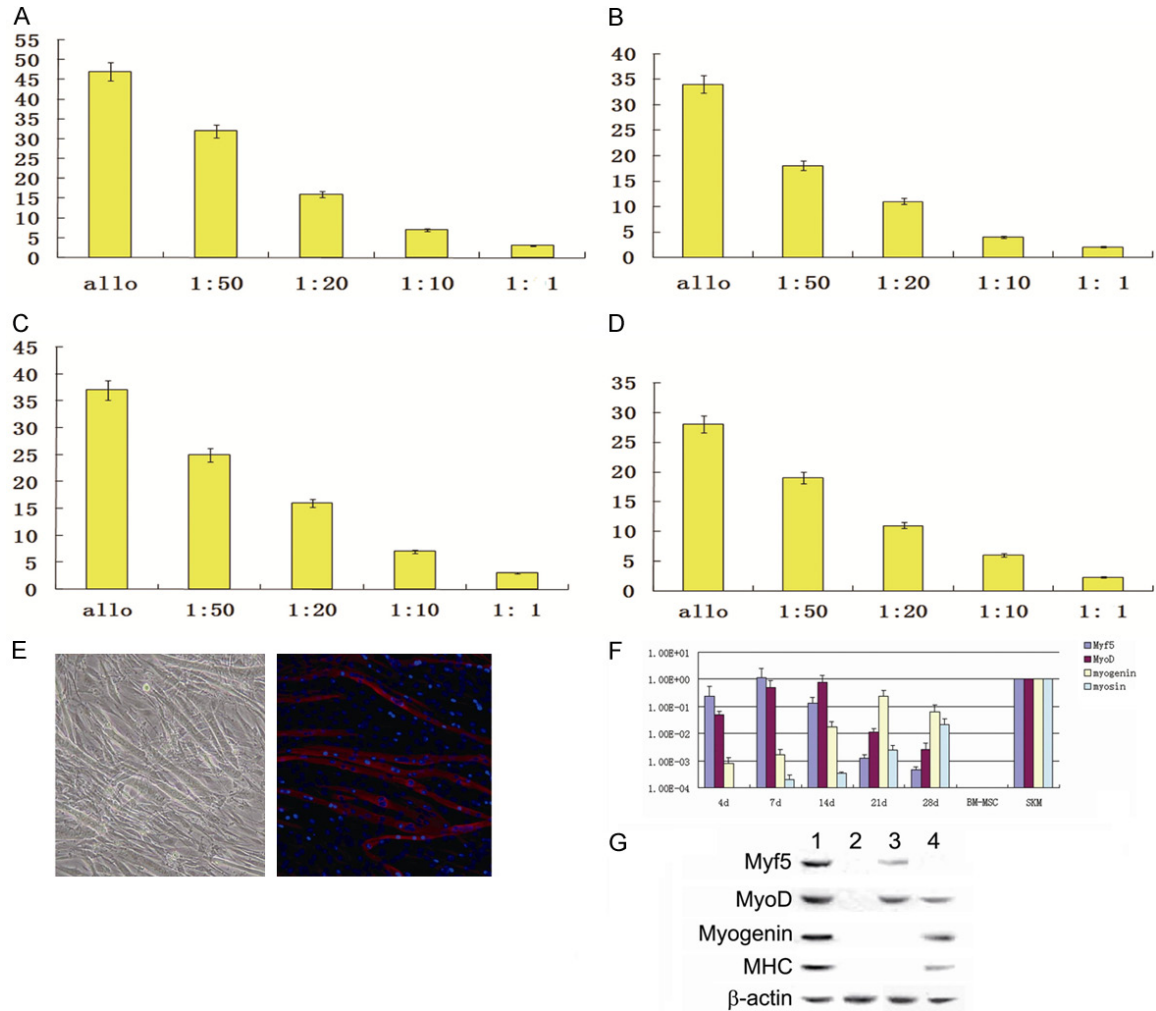 A
55
50
45
40
35
30
25
20
15
10
5
0
allo 1:50 1:20 1:10 1: 1
B
40
35
30
25
20
15
10
5
0
allo 1:50 1:20 1:10 1: 1
C
45
40
35
30
25
20
15
10
5
0
allo 1:50 1:20 1:10 1: 1
D
35
30
25
20
15
10
5
0
allo 1:50 1:20 1:10 1: 1
E
F
1.00E+01
1.00E+00
1.00E-01
1.00E-02
1.00E-03
1.00E-04
4d 7d 14d 21d 28d BM-MSC SKM
Myf5
MyoD
myogenin
myosin
G
1 2 3 4
Myf5
MyoD
Myogenin
MHC
β-actin